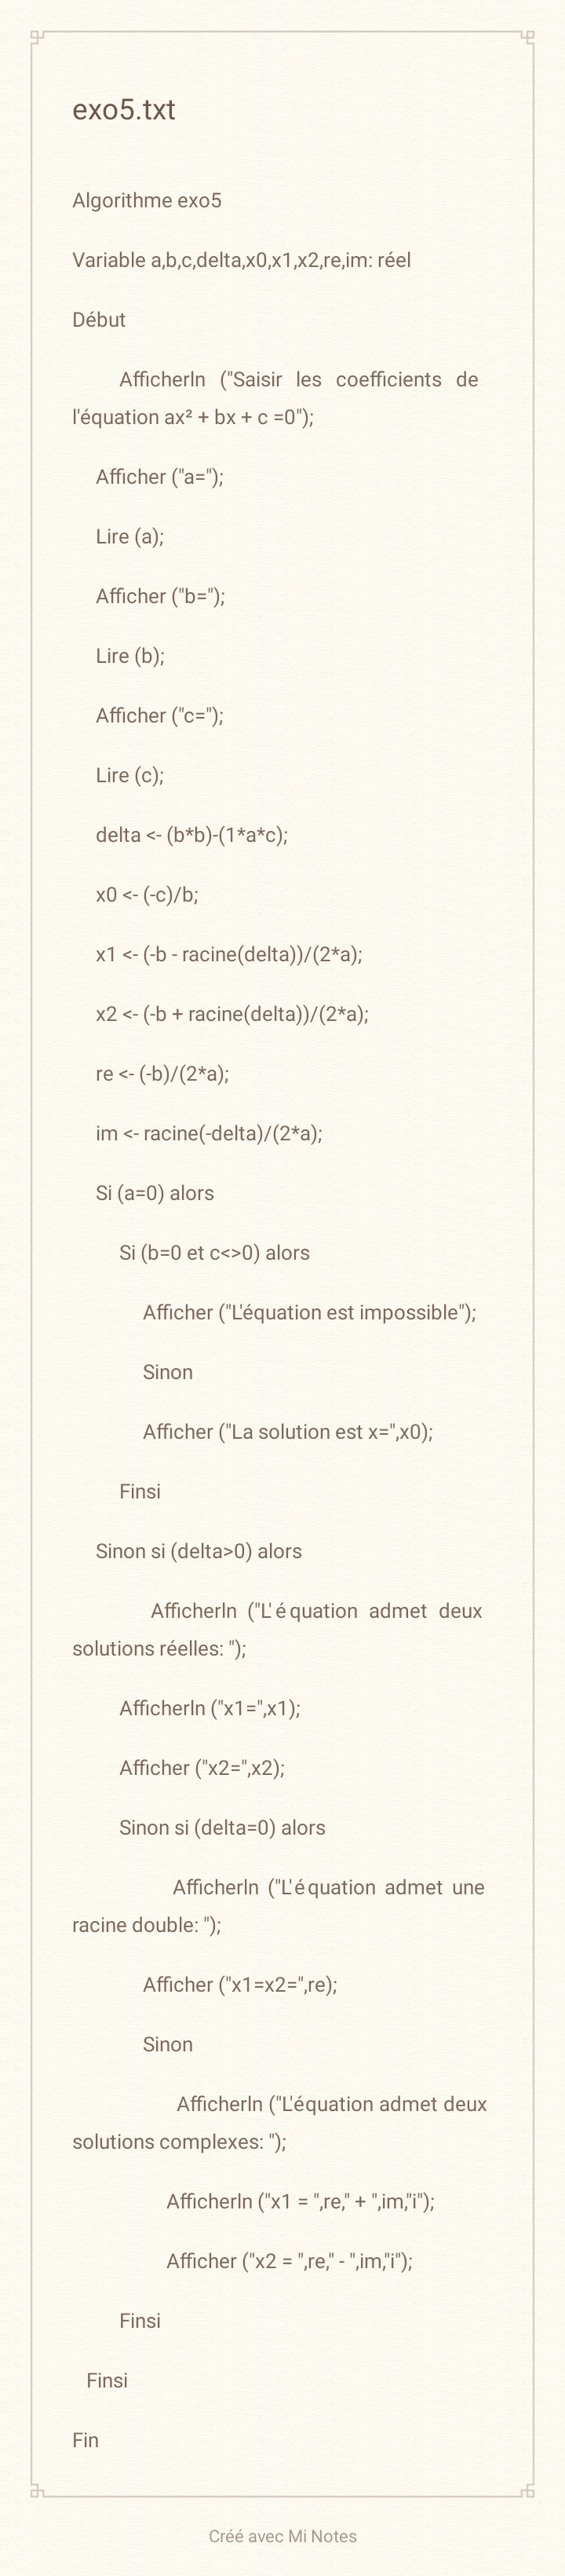 exo5.txt
Algorithme exo5
Variable a,b,c,delta,x0,x1,x2,re,im: réel
Début
Afficherln ("Saisir les coefficients de
l'équation ax² + bx + c =0");
Afficher ("a=");
Lire (a);
Afficher ("b=");
Lire (b);
Afficher ("c=");
Lire (c);
delta <- (b*b)-(1*a*c);
x0 <- (-c)/b;
x1 <- (-b - racine(delta))/(2*a);
x2 <- (-b + racine(delta))/(2*a);
re <- (-b)/(2*a);
im <- racine(-delta)/(2*a);
Si (a=0) alors
Si (b=0 et c<>0) alors
Afficher ("L'équation est impossible");
Sinon
Afficher ("La solution est x=",x0);
Finsi
Sinon si (delta>0) alors
Afficherln ("L'équation admet deux
solutions réelles: ");
Afficherln ("x1=",x1);
Afficher ("x2=",x2);
Sinon si (delta=0) alors
Afficherln ("L'équation admet une
racine double: ");
Afficher ("x1=x2=",re);
Sinon
Afficherln ("L'équation admet deux
solutions complexes: ");
Afficherln ("x1 = ",re," + ",im,"i");
Afficher ("x2 = ",re," - ",im,"i");
Finsi
Finsi
Fin
Créé avec Mi Notes